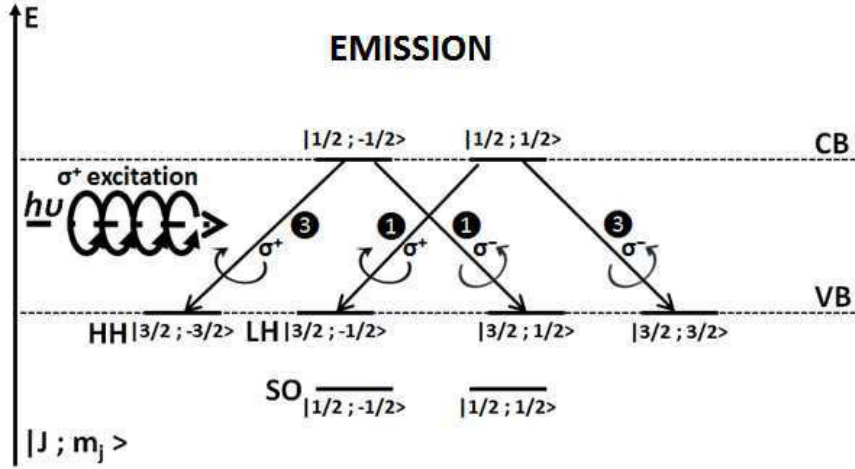 E
EMISSION
|1/2 ; -1/2> |1/2 ; 1/2>
CB
σ⁺ excitation
hυ
3 1 1 3
σ⁺ σ⁺ σ⁻ σ⁻
VB
HH |3/2 ; -3/2> LH |3/2 ; -1/2> |3/2 ; 1/2> |3/2 ; 3/2>
SO
|1/2 ; -1/2> |1/2 ; 1/2>
|J ; mⱼ >